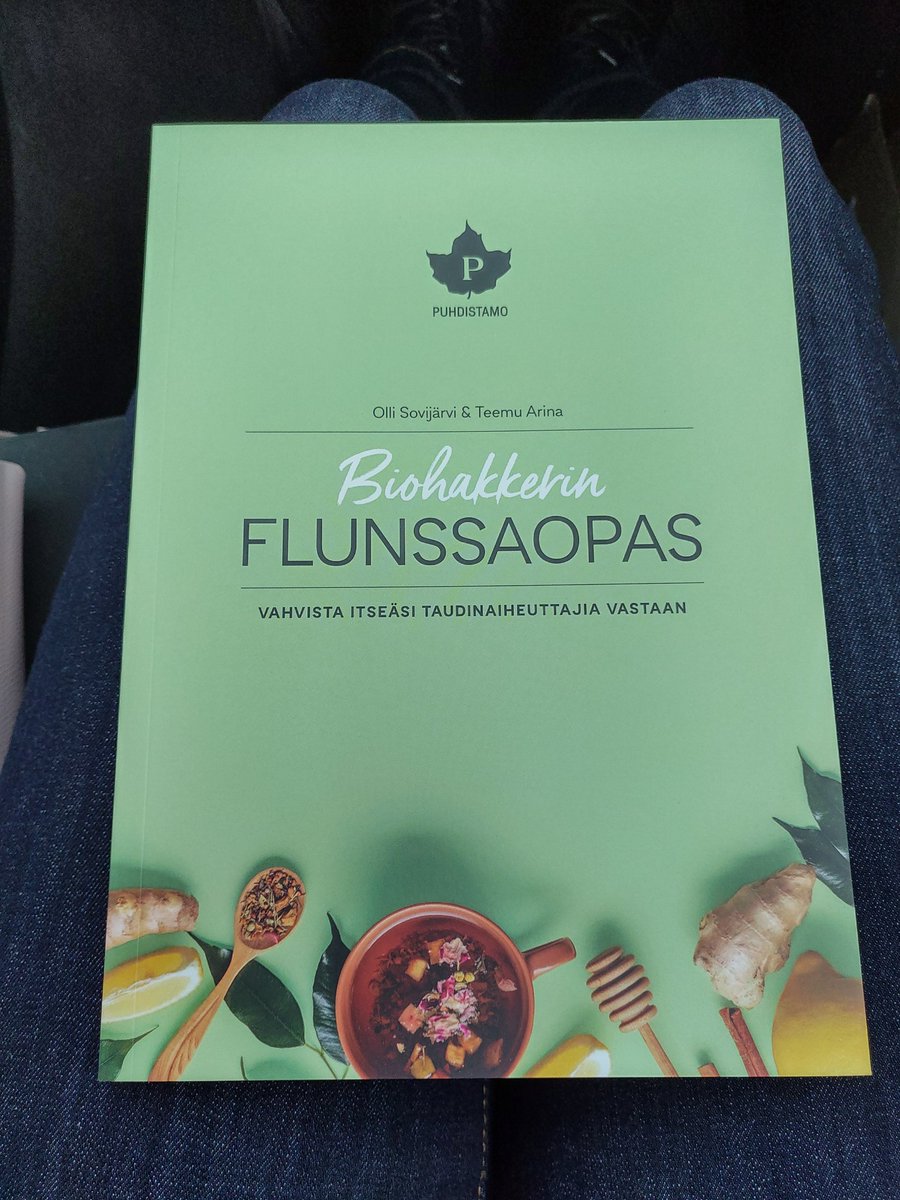 P
PUHDISTAMO
Olli Sovijärvi & Teemu Arina
Biohakkerin
FLUNSSAOPAS
VAHVISTA ITSEÄSI TAUDINAIHEUTTAJIA VASTAAN